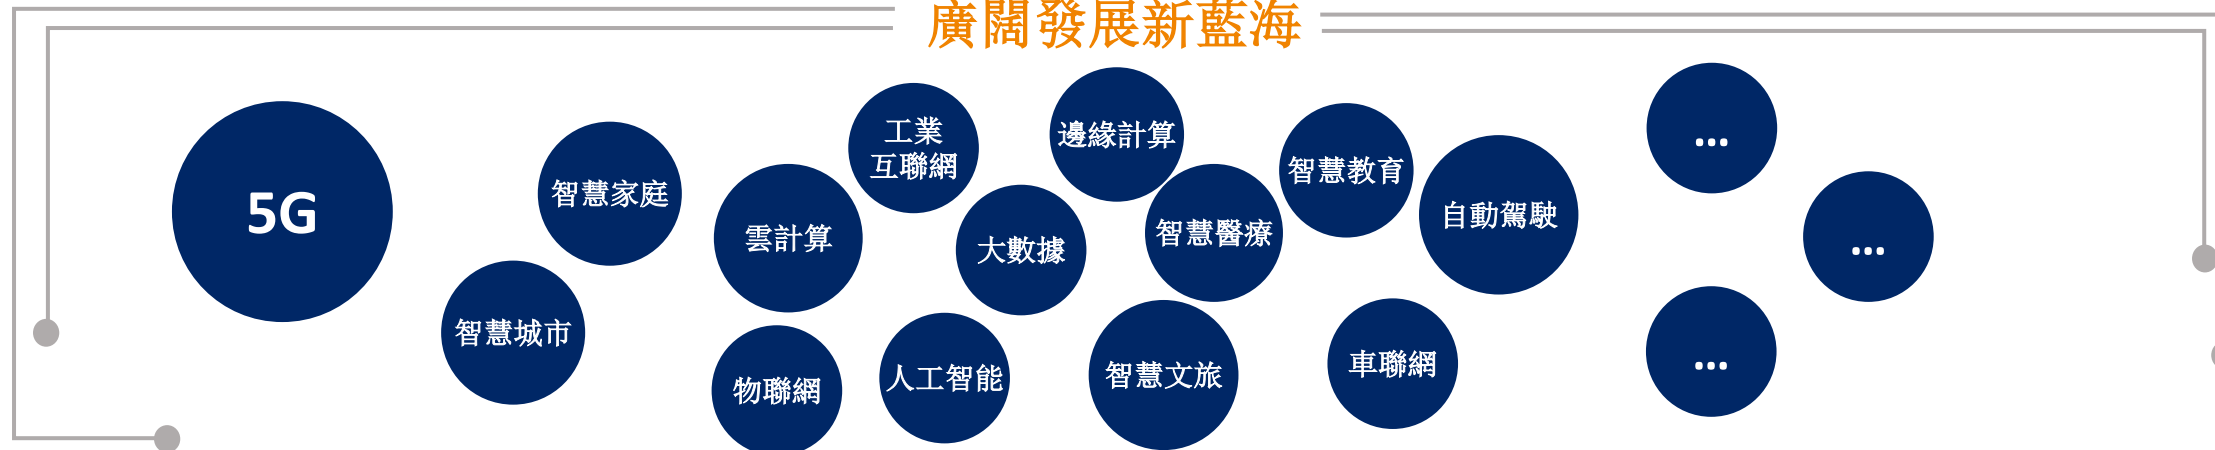 廣闊發展新藍海
5G
智慧家庭
智慧城市
雲計算
物聯網
工業
互聯網
大數據
人工智能
邊緣計算
智慧醫療
智慧文旅
智慧教育
車聯網
自動駕駛
...
...
...